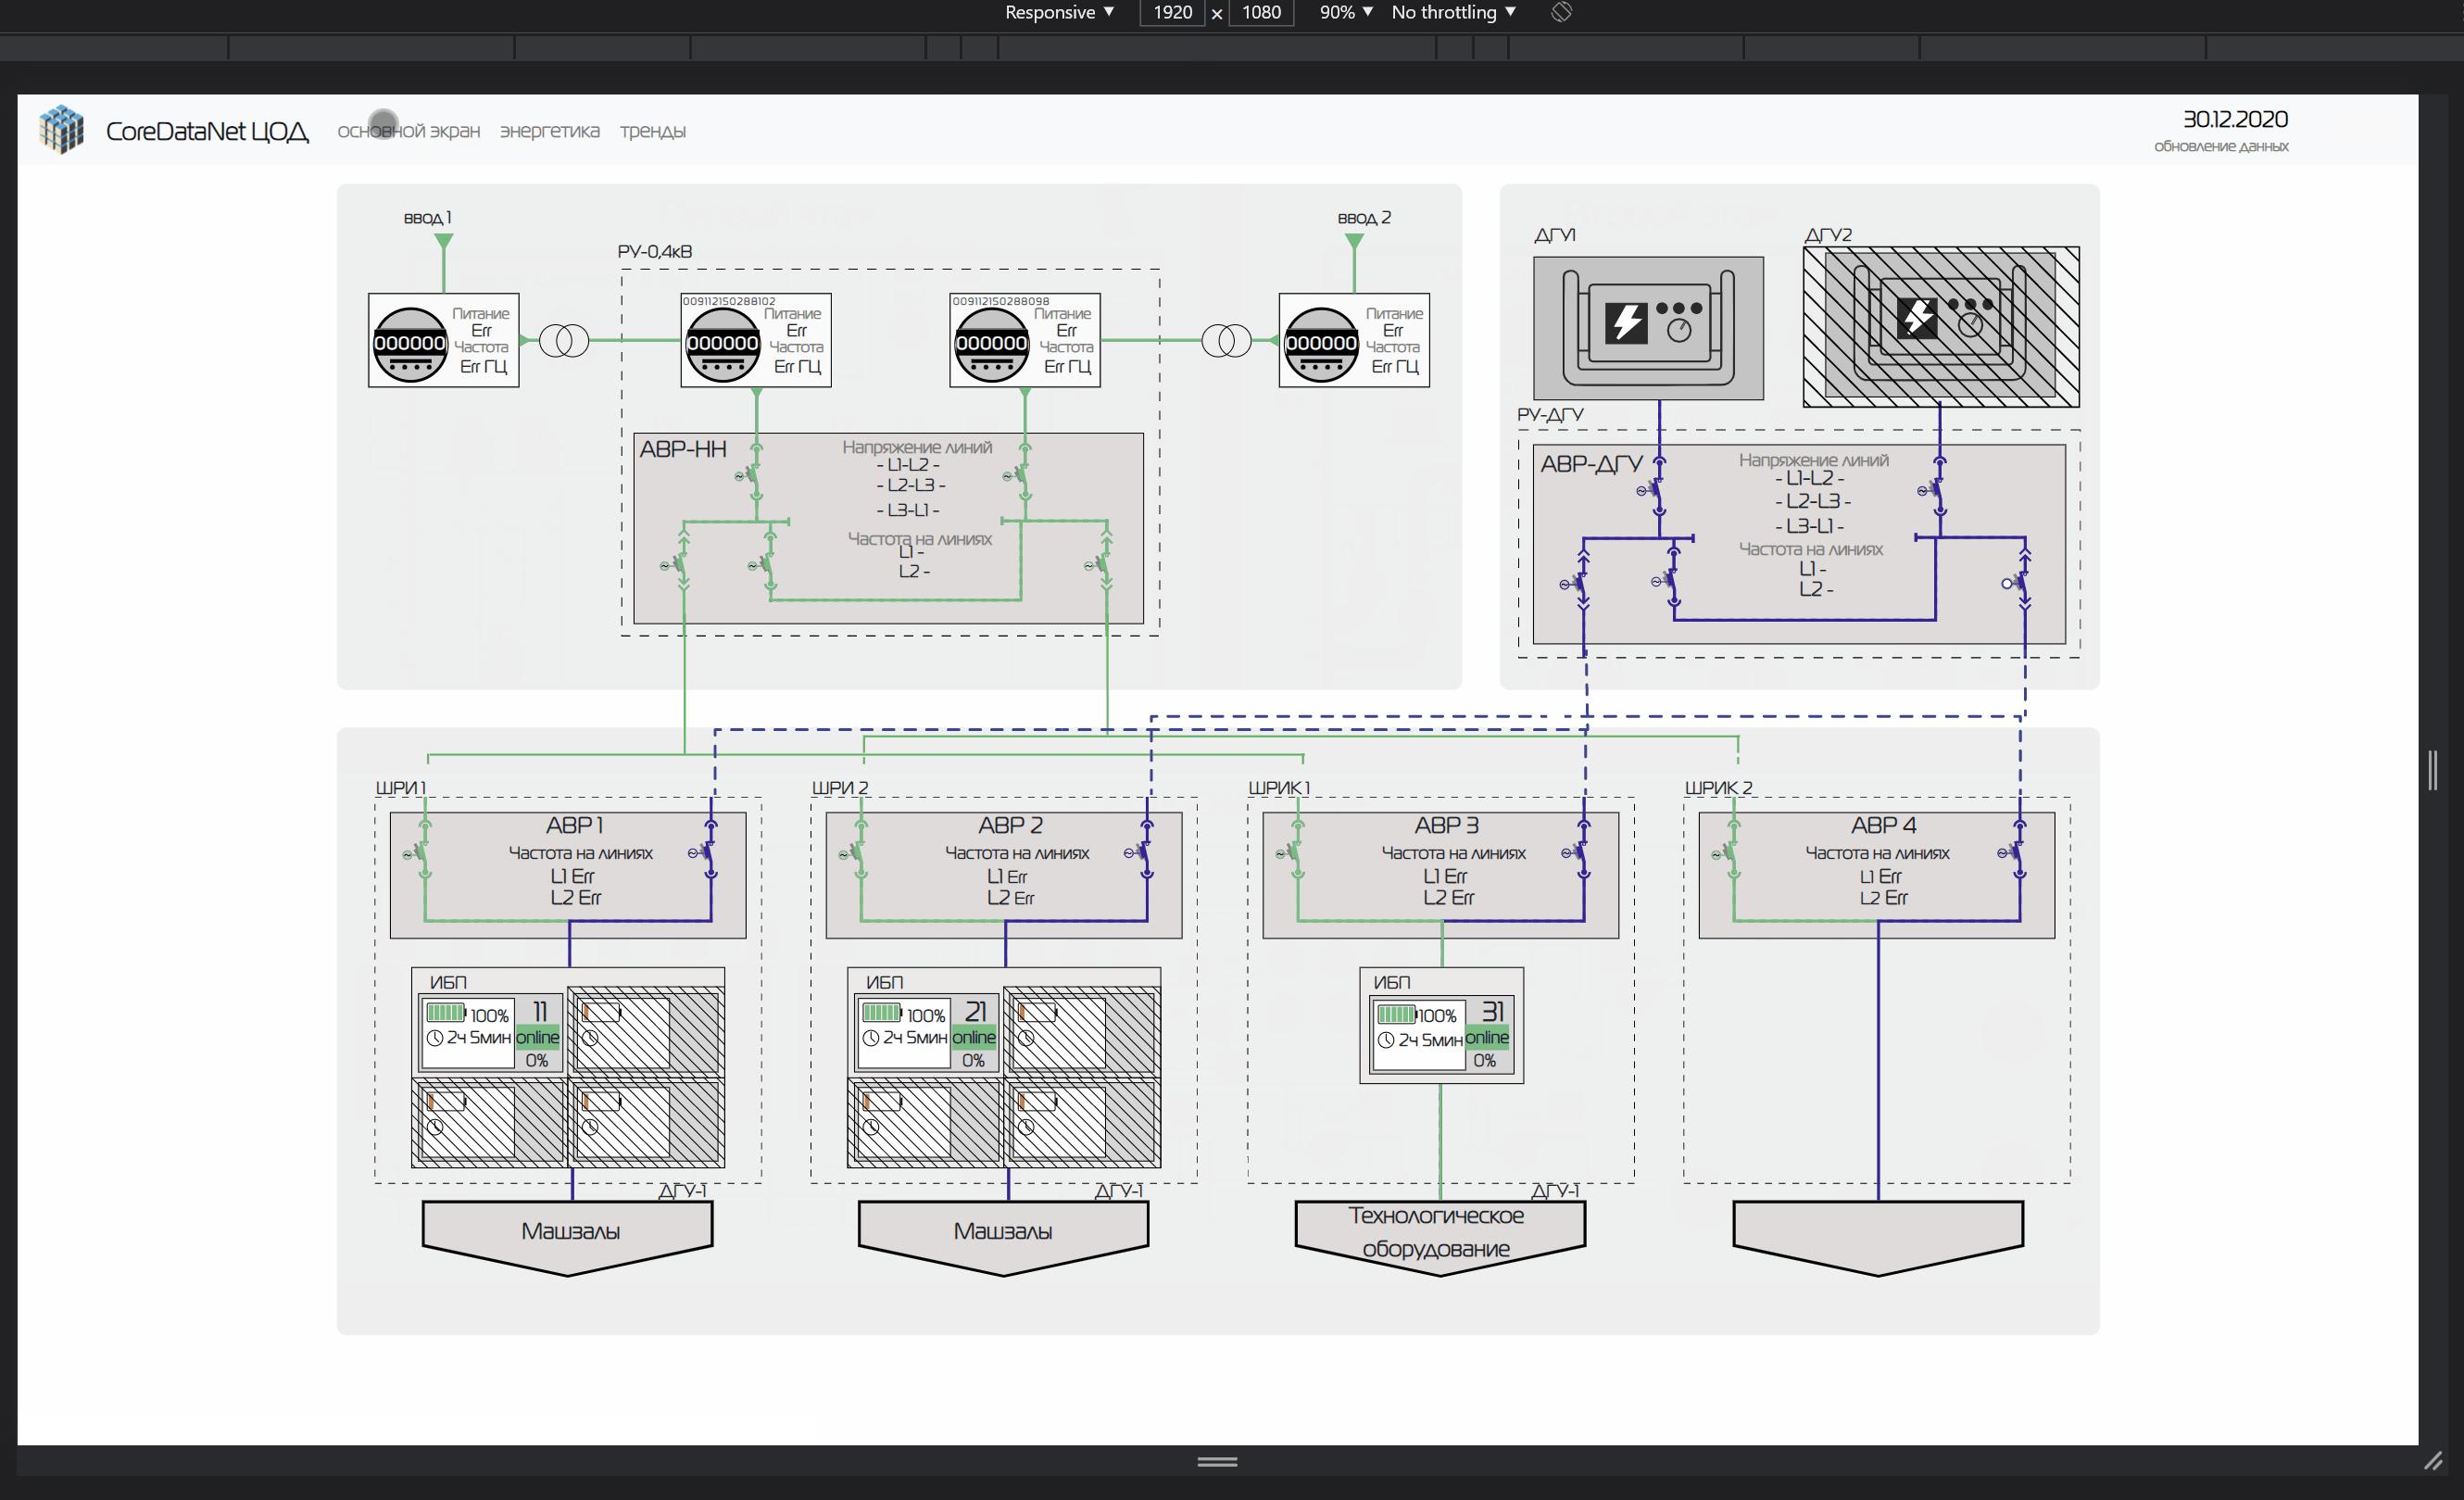 Responsive ▼ 1920 × 1080 90% ▼ No throttling ▼
CoreDataNet ЦОД
основной экран энергетика тренды
30.12.2020
обновление данных
ввод 1
ввод 2
РУ-0,4кВ
Питание
Err
Частота
Err ГЦ
000000
009112150288102
Питание
Err
Частота
Err ГЦ
000000
009112150288098
Питание
Err
Частота
Err ГЦ
000000
Питание
Err
Частота
Err ГЦ
000000
АВР-НН
Напряжение линий
- L1-L2 -
- L2-L3 -
- L3-L1 -
Частота на линиях
L1 -
L2 -
ДГУ1
ДГУ2
РУ-ДГУ
АВР-ДГУ
Напряжение линий
- L1-L2 -
- L2-L3 -
- L3-L1 -
Частота на линиях
L1 -
L2 -
ШРИ 1
АВР 1
Частота на линиях
L1 Err
L2 Err
ИБП
100%
11
2ч 5мин
online
0%
ДГУ-1
Машзалы
ШРИ 2
АВР 2
Частота на линиях
L1 Err
L2 Err
ИБП
100%
21
2ч 5мин
online
0%
ДГУ-1
Машзалы
ШРИК 1
АВР 3
Частота на линиях
L1 Err
L2 Err
ИБП
100%
31
2ч 5мин
online
0%
ДГУ-1
Технологическое
оборудование
ШРИК 2
АВР 4
Частота на линиях
L1 Err
L2 Err